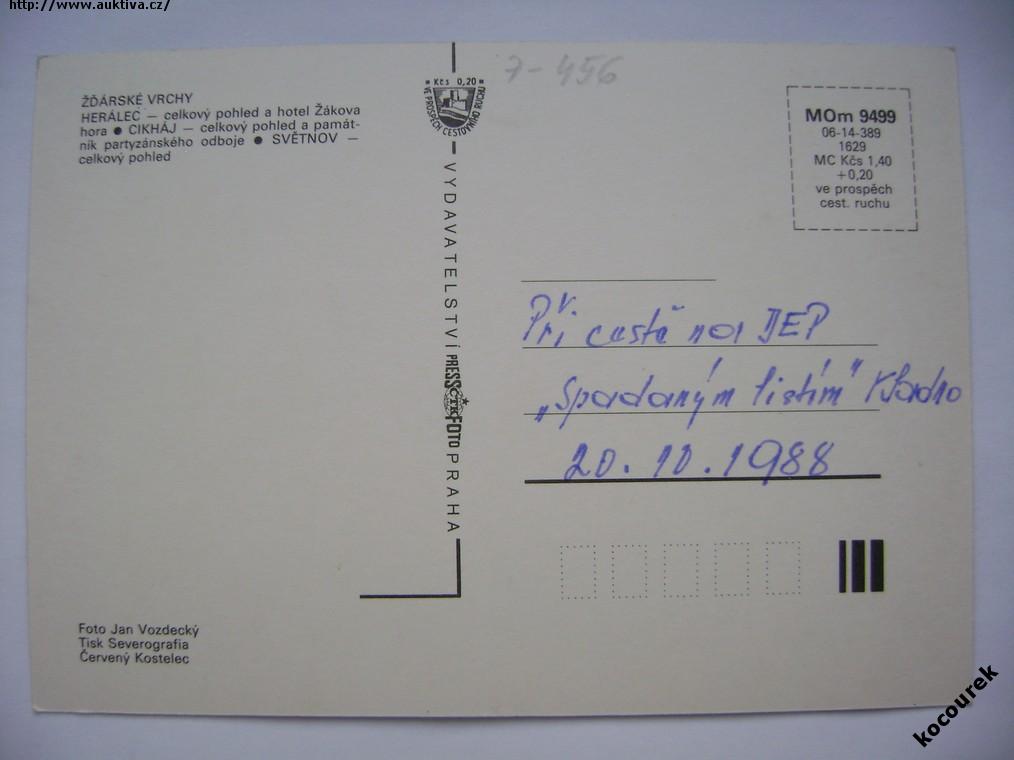 http://www.auktiva.cz/
7-456
ŽĎÁRSKÉ VRCHY
HERÁLEC — celkový pohled a hotel Žákova
hora ● CIKHÁJ — celkový pohled a památ-
ník partyzánského odboje ● SVĚTNOV —
celkový pohled
Kčs 0,20
VE PROSPĚCH CESTOVNÍHO RUCHU
VYDAVATELSTVÍ PRESSFOTO PRAHA
ČTK
MOm 9499
06-14-389
1629
MC Kčs 1,40
+0,20
ve prospěch
cest. ruchu
Při cestě na DEP
„Spadaným listím" Kladno
20.10.1988
Foto Jan Vozdecký
Tisk Severografia
Červený Kostelec
kocourek